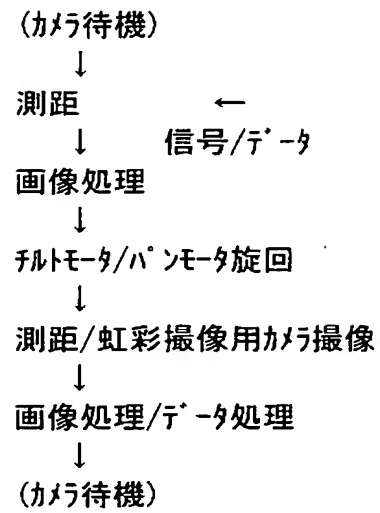 (ｶﾒﾗ待機)
↓
測距 ←
↓ 信号/ﾃﾞｰﾀ
画像処理
↓
ﾁﾙﾄﾓｰﾀ/ﾊﾟﾝﾓｰﾀ旋回
↓
測距/虹彩撮像用ｶﾒﾗ撮像
↓
画像処理/ﾃﾞｰﾀ処理
↓
(ｶﾒﾗ待機)